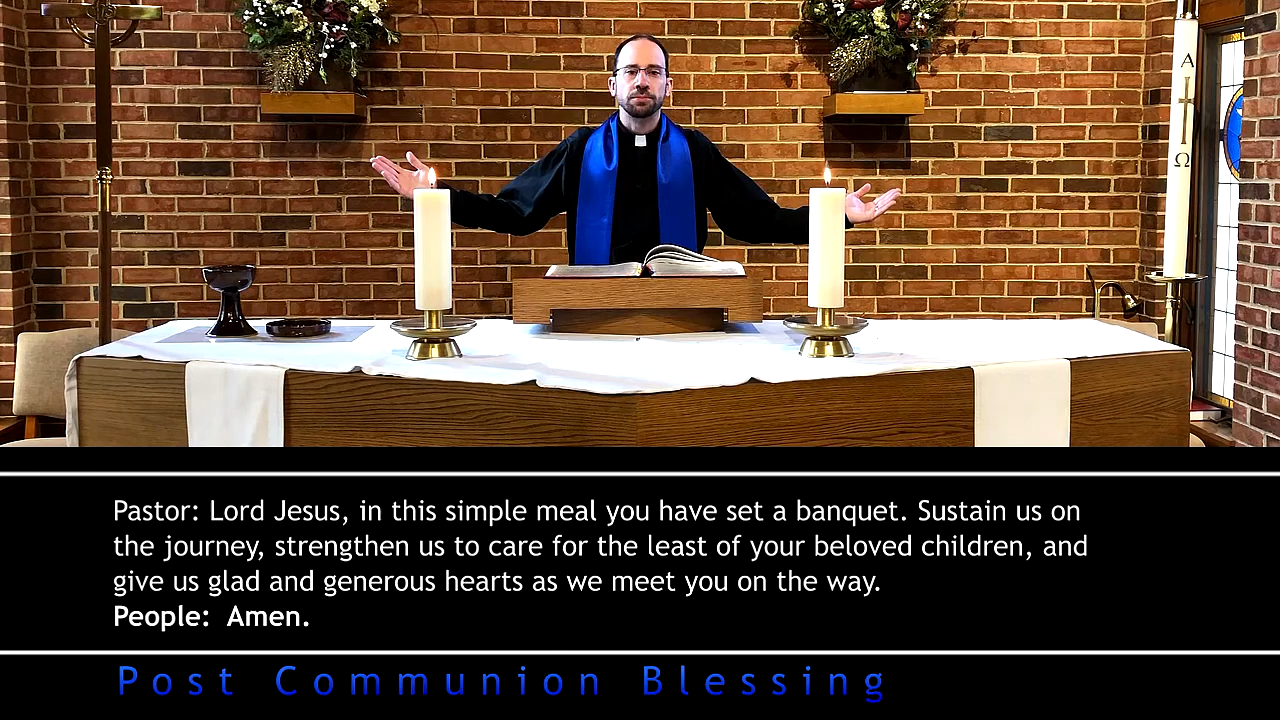 Α
Ω
Pastor: Lord Jesus, in this simple meal you have set a banquet. Sustain us on
the journey, strengthen us to care for the least of your beloved children, and
give us glad and generous hearts as we meet you on the way.
People:  Amen.
Post Communion Blessing